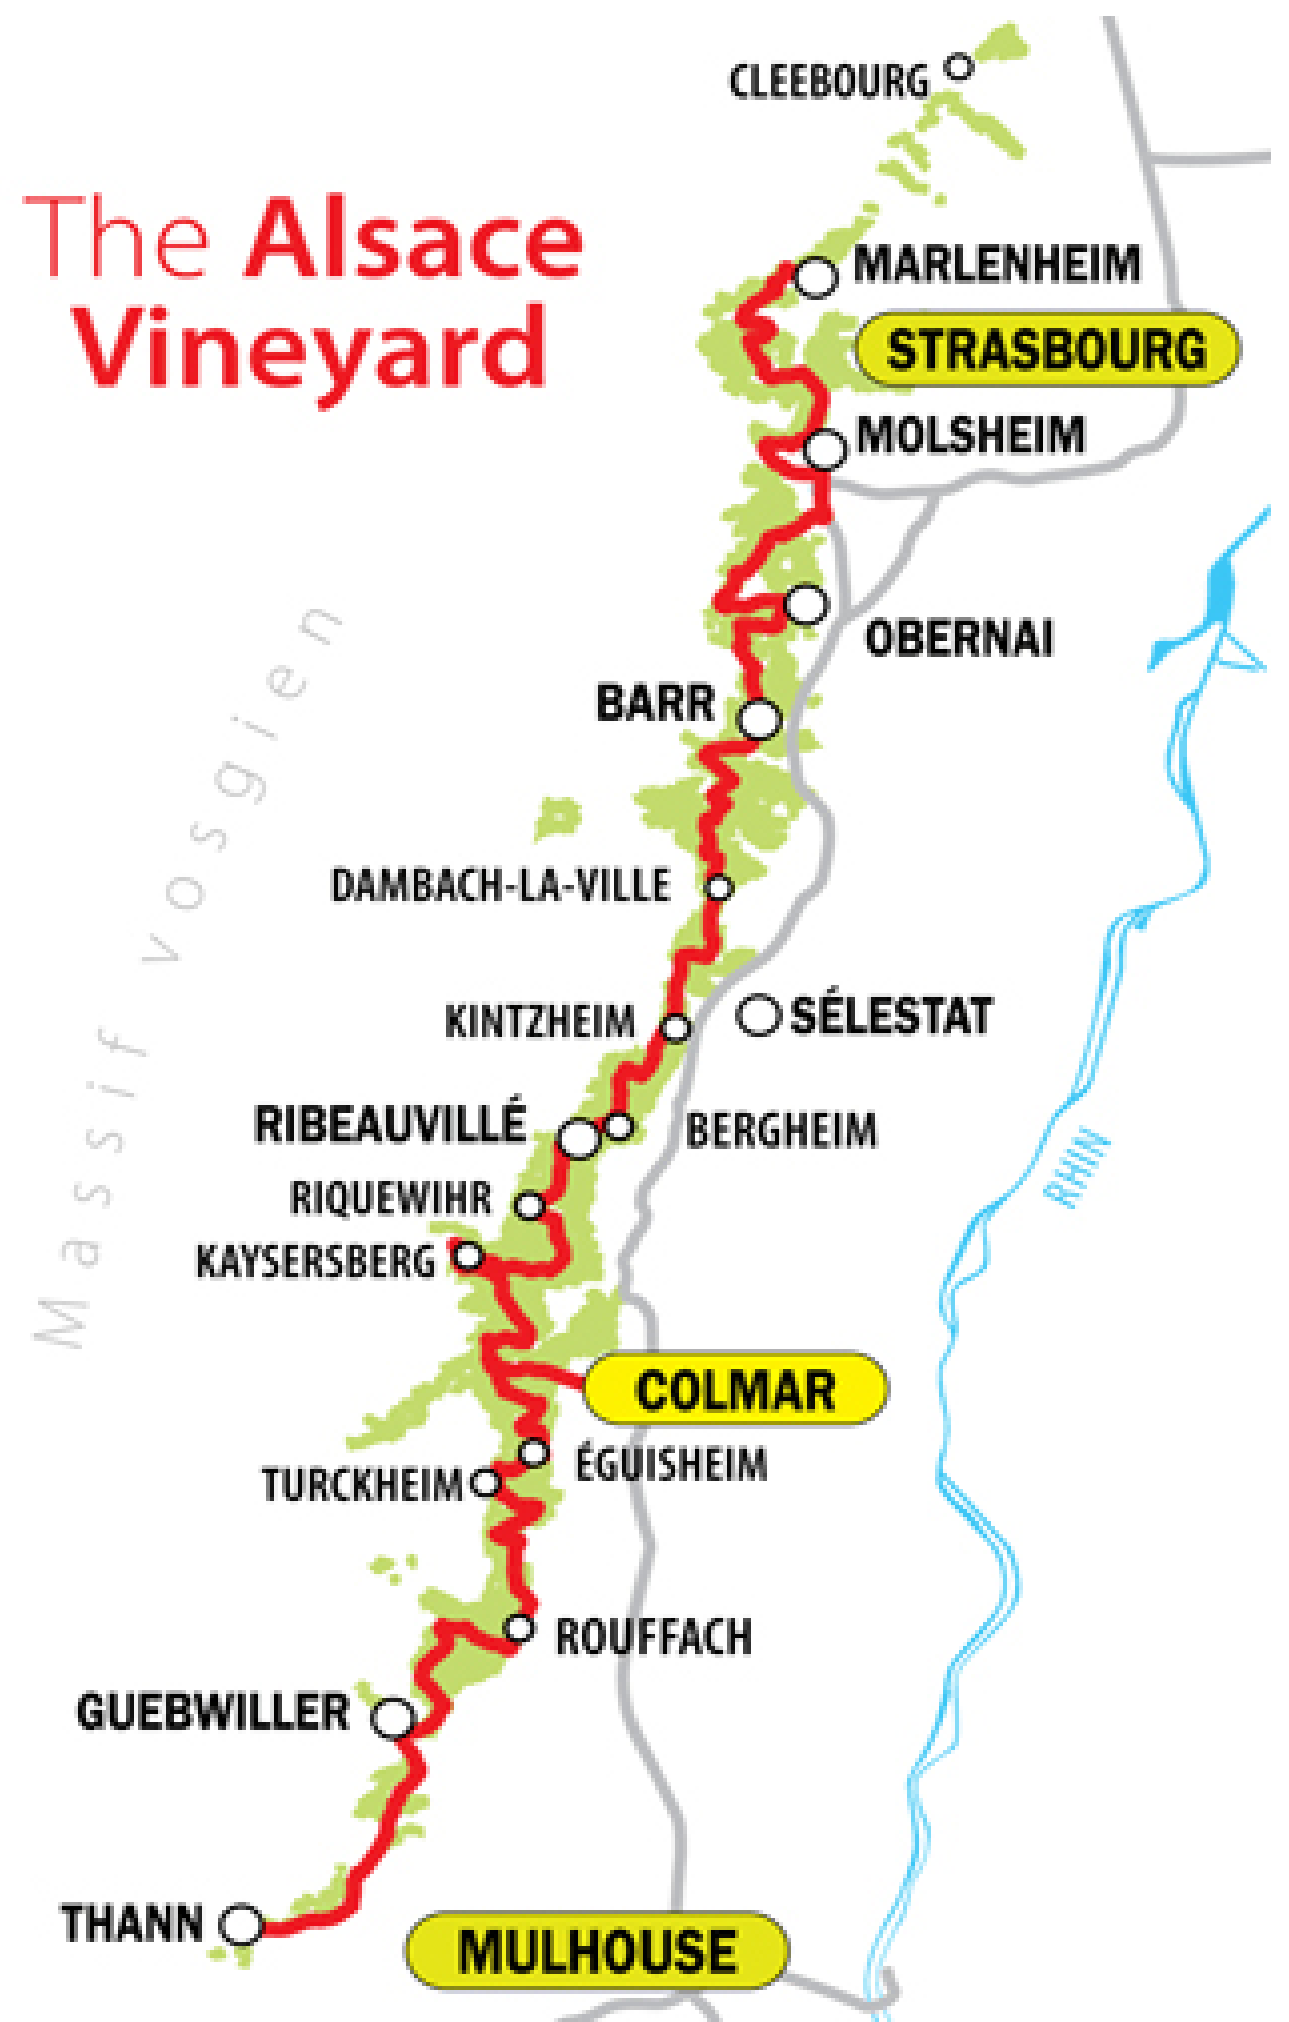 CLEEBOURG
The Alsace
Vineyard
MARLENHEIM
STRASBOURG
MOLSHEIM
OBERNAI
BARR
Massif vosgien
DAMBACH-LA-VILLE
KINTZHEIM
SÉLESTAT
RIBEAUVILLÉ
BERGHEIM
RHIN
RIQUEWIHR
KAYSERSBERG
COLMAR
ÉGUISHEIM
TURCKHEIM
ROUFFACH
GUEBWILLER
THANN
MULHOUSE